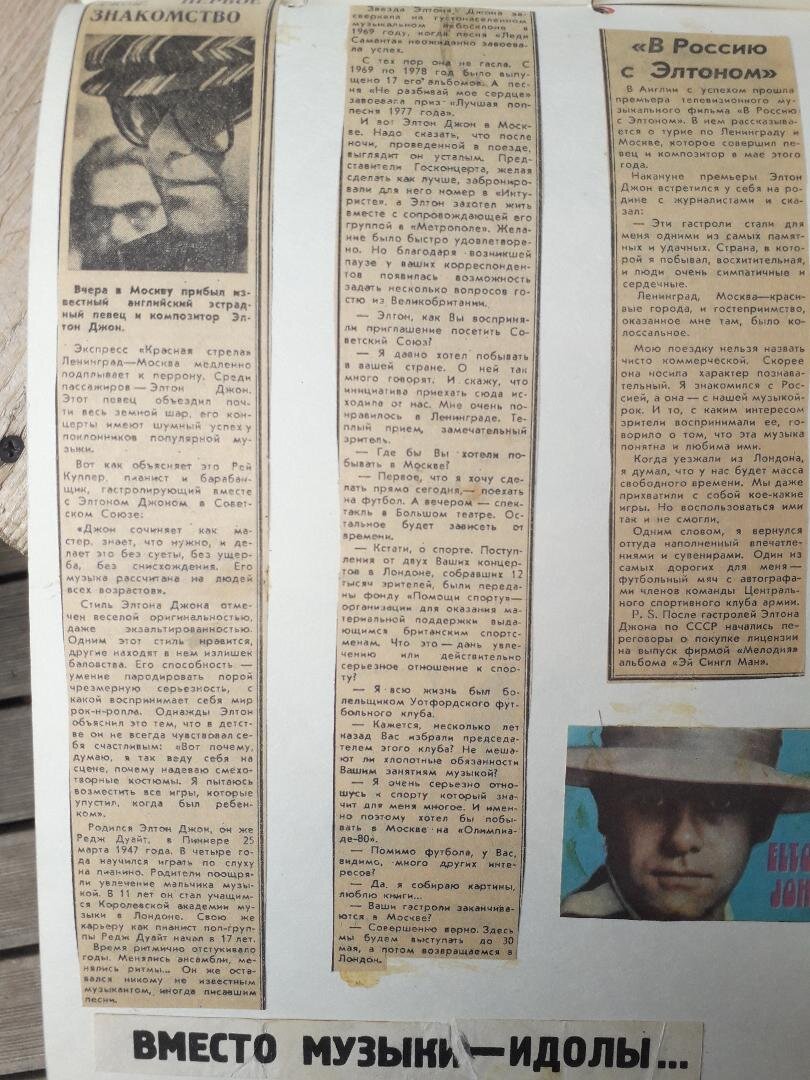 ПЕРВОЕ
ЗНАКОМСТВО
Вчера в Москву прибыл из-
вестный английский эстрад-
ный певец и композитор Эл-
тон Джон.
Экспресс «Красная стрела»
Ленинград—Москва медленно
подплывает к перрону. Среди
пассажиров — Элтон Джон.
Этот певец объездил поч-
ти весь земной шар, его кон-
церты имеют шумный успех у
поклонников популярной му-
зыки.
Вот как объясняет это Рей
Куппер, пианист и барабан-
щик, гастролирующий вместе
с Элтоном Джоном в Совет-
ском Союзе:
«Джон сочиняет как ма-
стер, знает, что нужно, и де-
лает это без суеты, без ущер-
ба, без снисхождения. Его
музыка рассчитана на людей
всех возрастов».
Стиль Элтона Джона отме-
чен веселой оригинальностью,
даже экзальтированностью.
Одним этот стиль нравится,
другие находят в нем излишек
баловства. Его способность —
умение пародировать порой
чрезмерную серьезность, с
какой воспринимает себя мир
рок-н-ролла. Однажды Элтон
объяснил это тем, что в детст-
ве он не всегда чувствовал се-
бя счастливым: «Вот почему,
думаю, я так веду себя на
сцене, почему надеваю смехо-
творные костюмы. Я пытаюсь
возместить все игры, которые
упустил, когда был ребен-
ком».
Родился Элтон Джон, он же
Редж Дуайт, в Пиннере 25
марта 1947 года. В четыре го-
да научился играть по слуху
на пианино. Родители поощря-
ли увлечение мальчика музы-
кой. В 11 лет он стал учащим-
ся Королевской академии му-
зыки в Лондоне. Свою же
карьеру как пианист поп-груп-
пы Редж Дуайт начал в 17 лет.
Время ритмично отстукивало
годы. Менялись ансамбли, ме-
нялись ритмы... Он же оста-
вался никому не известным
музыкантом, иногда писавшим
песни.
Звезда Элтона Джона за-
сверкала на густонаселенном
музыкальном небосклоне в
1969 году, когда песня «Леди
Саманта» неожиданно завоева-
ла успех.
С тех пор она не гасла. С
1969 по 1978 год было выпу-
щено 17 его альбомов. А пес-
ня «Не разбивай мое сердце»
завоевала приз «Лучшая поп-
песня 1977 года».
И вот Элтон Джон в Моск-
ве. Надо сказать, что после
ночи, проведенной в поезде,
выглядит он усталым. Пред-
ставители Госконцерта, желая
сделать как лучше, заброниро-
вали для него номер в «Инту-
ристе», а Элтон захотел жить
вместе с сопровождающей его
группой в «Метрополе». Жела-
ние было быстро удовлетворе-
но. Но благодаря возникшей
паузе у ваших корреспонден-
тов появилась возможность
задать несколько вопросов го-
стю из Великобритании.
— Элтон, как Вы восприня-
ли приглашение посетить Со-
ветский Союз?
— Я давно хотел побывать
в вашей стране. О ней так
много говорят. И скажу, что
инициатива приехать сюда ис-
ходила от нас. Мне очень по-
нравилось в Ленинграде. Теп-
лый прием, замечательный
зритель.
— Где бы Вы хотели по-
бывать в Москве?
— Первое, что я хочу сде-
лать прямо сегодня,— поехать
на футбол. А вечером — спек-
такль в Большом театре. Ос-
тальное будет зависеть от
времени.
— Кстати, о спорте. Поступ-
ления от двух Ваших концер-
тов в Лондоне, собравших 12
тысяч зрителей, были переда-
ны фонду «Помощи спорту»—
организации для оказания ма-
териальной поддержки выда-
ющимся британским спортс-
менам. Что это — дань увле-
чению или действительно
серьезное отношение к спор-
ту?
— Я всю жизнь был бо-
лельщиком Уотфордского фут-
больного клуба.
— Кажется, несколько лет
назад Вас избрали председа-
телем этого клуба? Не меша-
ют ли хлопотные обязанности
Вашим занятиям музыкой?
— Я очень серьезно отно-
шусь к спорту который зна-
чит для меня многое. И имен-
но поэтому хотел бы побы-
вать в Москве на «Олимпиа-
де-80».
— Помимо футбола, у Вас,
видимо, много других инте-
ресов?
— Да, я собираю картины,
люблю книги...
— Ваши гастроли заканчива-
ются в Москве?
— Совершенно верно. Здесь
мы будем выступать до 30
мая, а потом возвращаемся в
Лондон.
«В Россию
с Элтоном»
В Англии с успехом прошла
премьера телевизионного му-
зыкального фильма «В Россию
с Элтоном». В нем рассказыва-
ется о турне по Ленинграду и
Москве, которое совершил пе-
вец и композитор в мае этого
года.
Накануне премьеры Элтон
Джон встретился у себя на ро-
дине с журналистами и ска-
зал:
— Эти гастроли стали для
меня одними из самых памят-
ных и удачных. Страна, в кото-
рой я побывал, восхитительная,
и люди очень симпатичные и
сердечные.
Ленинград, Москва—краси-
вые города, и гостеприимство,
оказанное мне там, было ко-
лоссальное.
Мою поездку нельзя назвать
чисто коммерческой. Скорее
она носила характер познава-
тельный. Я знакомился с Рос-
сией, а она — с нашей музыкой-
рок. И то, с каким интересом
зрители воспринимали ее, го-
ворило о том, что эта музыка
понятна и любима ими.
Когда уезжали из Лондона,
я думал, что у нас будет масса
свободного времени. Мы даже
прихватили с собой кое-какие
игры. Но воспользоваться ими
так и не смогли.
Одним словом, я вернулся
оттуда наполненный впечатле-
ниями и сувенирами. Один из
самых дорогих для меня—
футбольный мяч с автографа-
ми членов команды Централь-
ного спортивного клуба армии.
P. S. После гастролей Элтона
Джона по СССР начались пе-
реговоры о покупке лицензии
на выпуск фирмой «Мелодия»
альбома «Эй Сингл Ман».
ELTO
JOH
ВМЕСТО МУЗЫКИ—ИДОЛЫ...